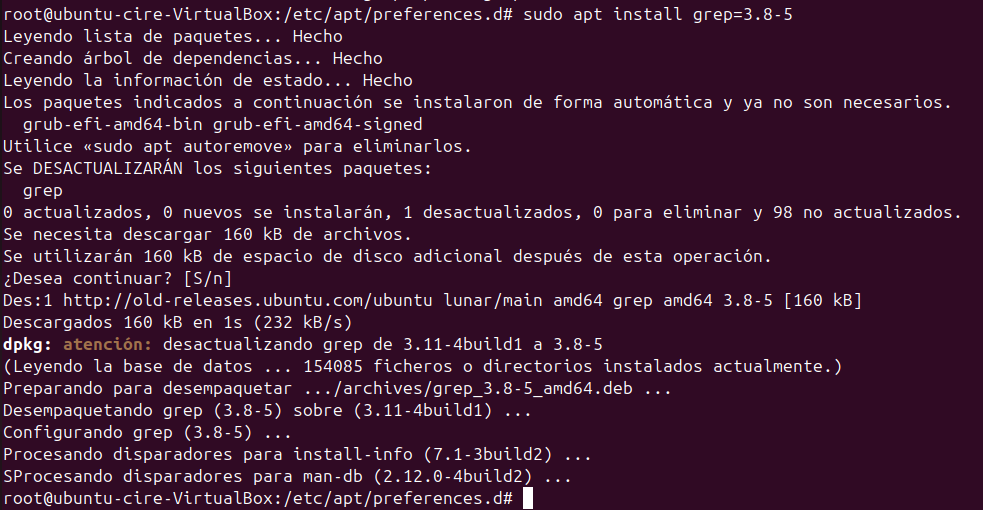 root@ubuntu-cire-VirtualBox:/etc/apt/preferences.d# sudo apt install grep=3.8-5
Leyendo lista de paquetes... Hecho
Creando árbol de dependencias... Hecho
Leyendo la información de estado... Hecho
Los paquetes indicados a continuación se instalaron de forma automática y ya no son necesarios.
  grub-efi-amd64-bin grub-efi-amd64-signed
Utilice «sudo apt autoremove» para eliminarlos.
Se DESACTUALIZARÁN los siguientes paquetes:
  grep
0 actualizados, 0 nuevos se instalarán, 1 desactualizados, 0 para eliminar y 98 no actualizados.
Se necesita descargar 160 kB de archivos.
Se utilizarán 160 kB de espacio de disco adicional después de esta operación.
¿Desea continuar? [S/n]
Des:1 http://old-releases.ubuntu.com/ubuntu lunar/main amd64 grep amd64 3.8-5 [160 kB]
Descargados 160 kB en 1s (232 kB/s)
dpkg: atención: desactualizando grep de 3.11-4build1 a 3.8-5
(Leyendo la base de datos ... 154085 ficheros o directorios instalados actualmente.)
Preparando para desempaquetar .../archives/grep_3.8-5_amd64.deb ...
Desempaquetando grep (3.8-5) sobre (3.11-4build1) ...
Configurando grep (3.8-5) ...
Procesando disparadores para install-info (7.1-3build2) ...
SProcesando disparadores para man-db (2.12.0-4build2) ...
root@ubuntu-cire-VirtualBox:/etc/apt/preferences.d#